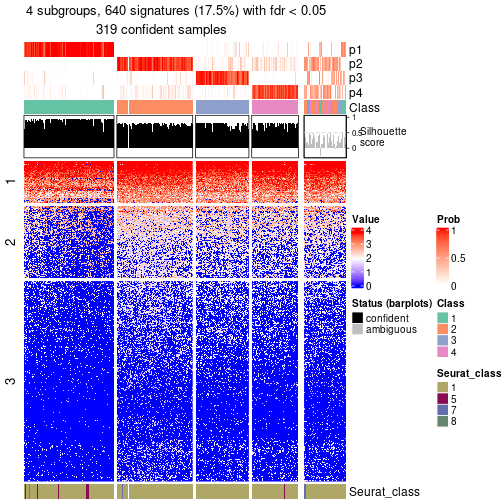 4 subgroups, 640 signatures (17.5%) with fdr < 0.05
319 confident samples
p1
p2
p3
p4
Class
1
0.5
0
Silhouette
score
1
2
3
Value
4
3
2
1
0
Prob
1
0.5
0
Status (barplots)
confident
ambiguous
Class
1
2
3
4
Seurat_class
1
5
7
8
Seurat_class